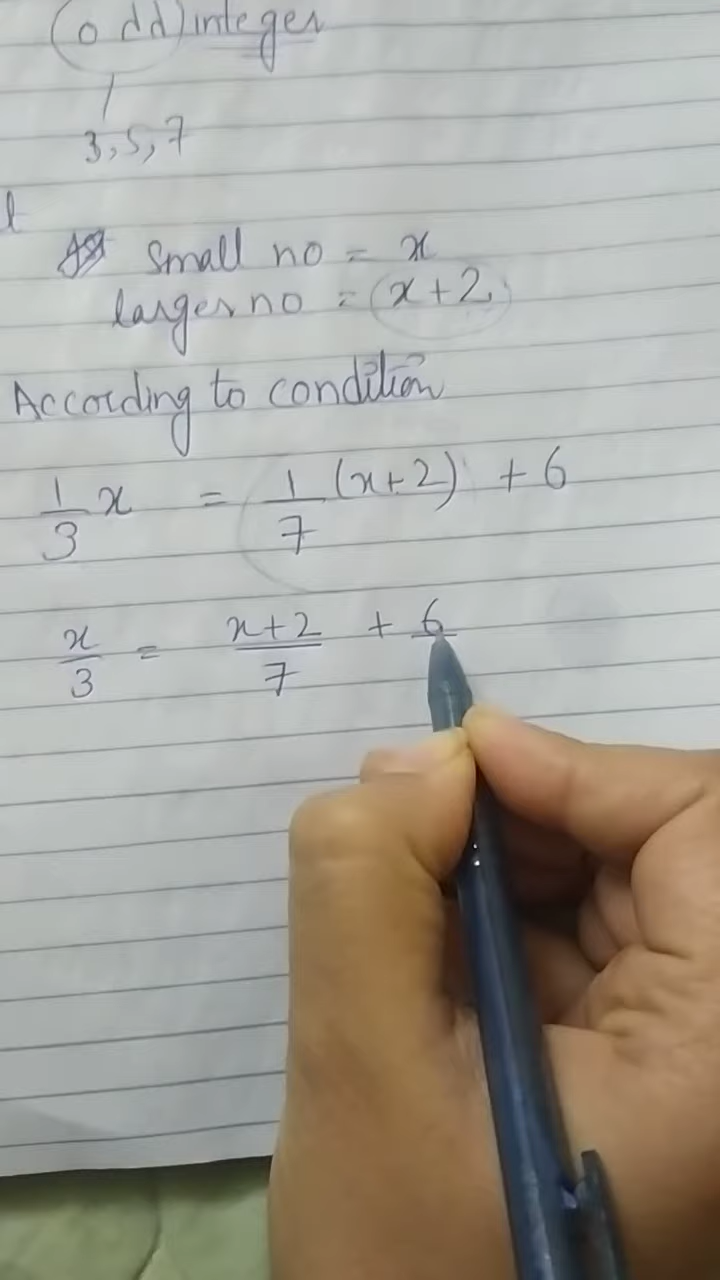 (odd) integer
3, 5, 7
small no = x
larger no = x + 2
According to condition
1/3 x = 1/7 (x+2) + 6
x/3 = x+2/7 + 6